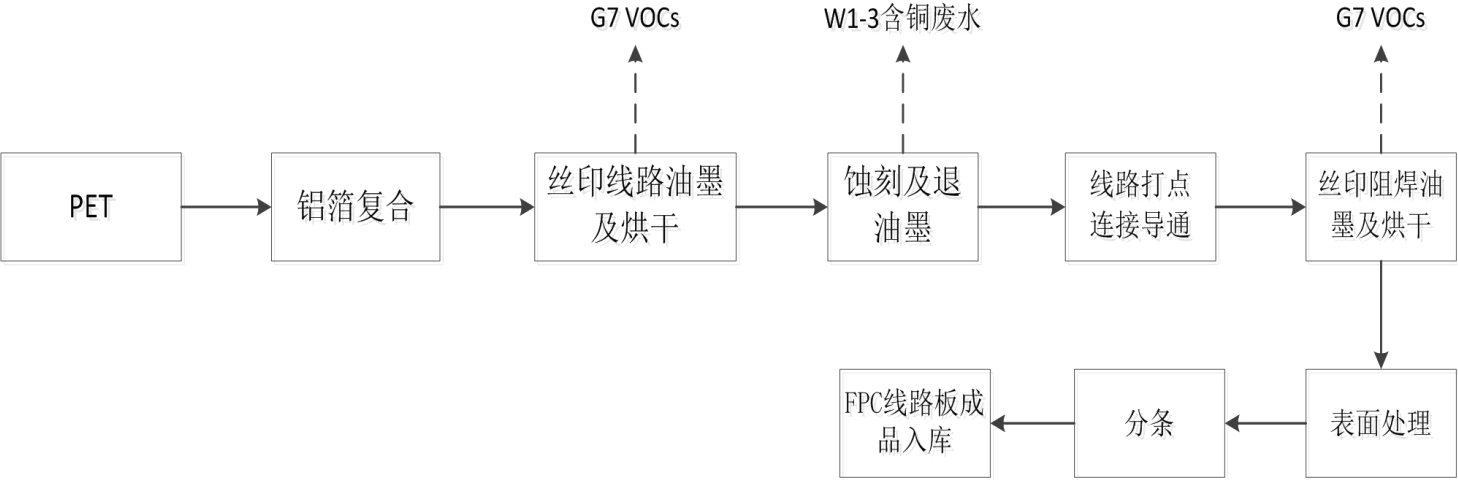 G7 VOCs
W1-3含铜废水
G7 VOCs
PET
铝箔复合
丝印线路油墨
及烘干
蚀刻及退
油墨
线路打点
连接导通
丝印阻焊油
墨及烘干
FPC线路板成
品入库
分条
表面处理